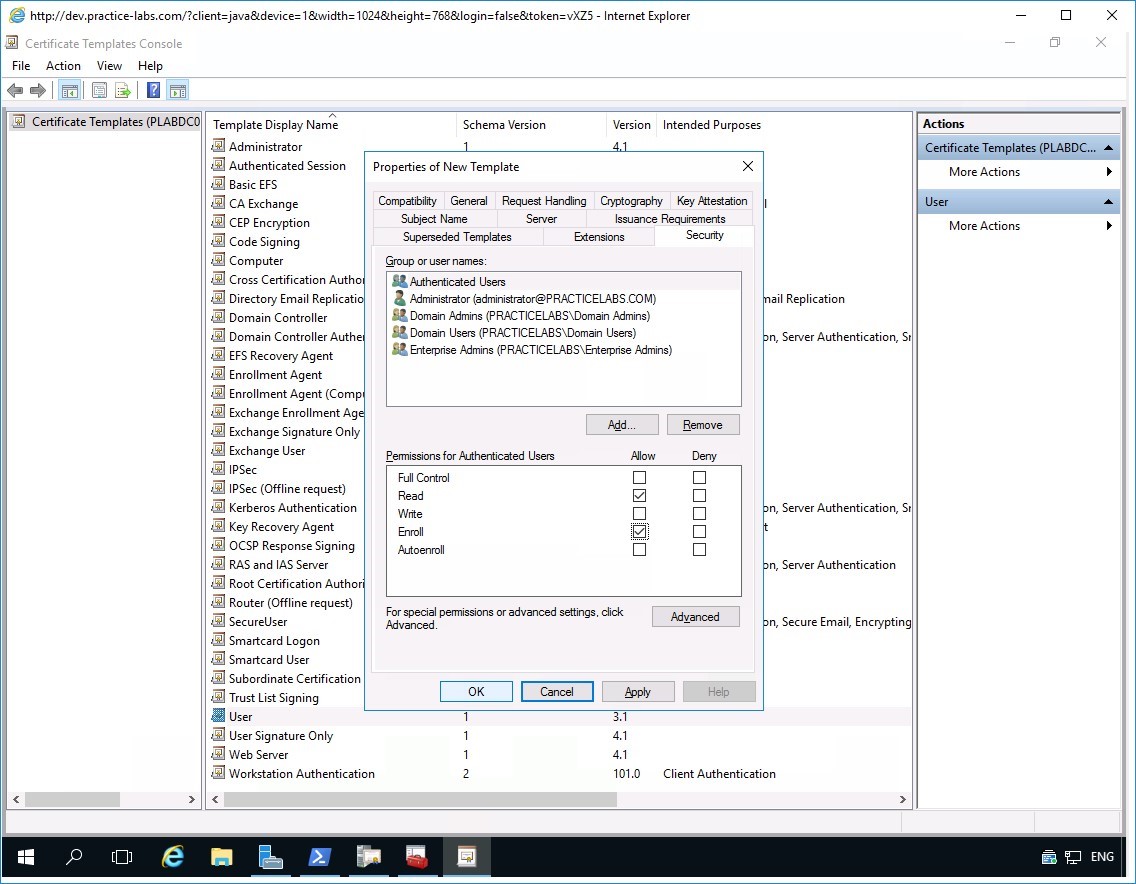 http://dev.practice-labs.com/?client=java&device=1&width=1024&height=768&login=false&token=vXZ5 - Internet Explorer
Certificate Templates Console
File Action View Help
Certificate Templates (PLABDC0
Template Display Name Schema Version Version Intended Purposes
Administrator 1 4.1
Authenticated Session
Basic EFS
CA Exchange
CEP Encryption
Code Signing
Computer
Cross Certification Author
Directory Email Replicatio mail Replication
Domain Controller
Domain Controller Authen on, Server Authentication, Sm
EFS Recovery Agent
Enrollment Agent
Enrollment Agent (Compu
Exchange Enrollment Age
Exchange Signature Only
Exchange User
IPSec
IPSec (Offline request)
Kerberos Authentication on, Server Authentication, Sm
Key Recovery Agent t
OCSP Response Signing
RAS and IAS Server on, Server Authentication
Root Certification Authori
Router (Offline request)
SecureUser on, Secure Email, Encrypting
Smartcard Logon
Smartcard User
Subordinate Certification
Trust List Signing
User 1 3.1
User Signature Only 1 4.1
Web Server 1 4.1
Workstation Authentication 2 101.0 Client Authentication
Properties of New Template
Compatibility General Request Handling Cryptography Key Attestation
Subject Name Server Issuance Requirements
Superseded Templates Extensions Security
Group or user names:
Authenticated Users
Administrator (administrator@PRACTICELABS.COM)
Domain Admins (PRACTICELABS\Domain Admins)
Domain Users (PRACTICELABS\Domain Users)
Enterprise Admins (PRACTICELABS\Enterprise Admins)
Add... Remove
Permissions for Authenticated Users Allow Deny
Full Control
Read
Write
Enroll
Autoenroll
For special permissions or advanced settings, click
Advanced.
Advanced
OK Cancel Apply Help
Actions
Certificate Templates (PLABDC...
More Actions
User
More Actions
ENG